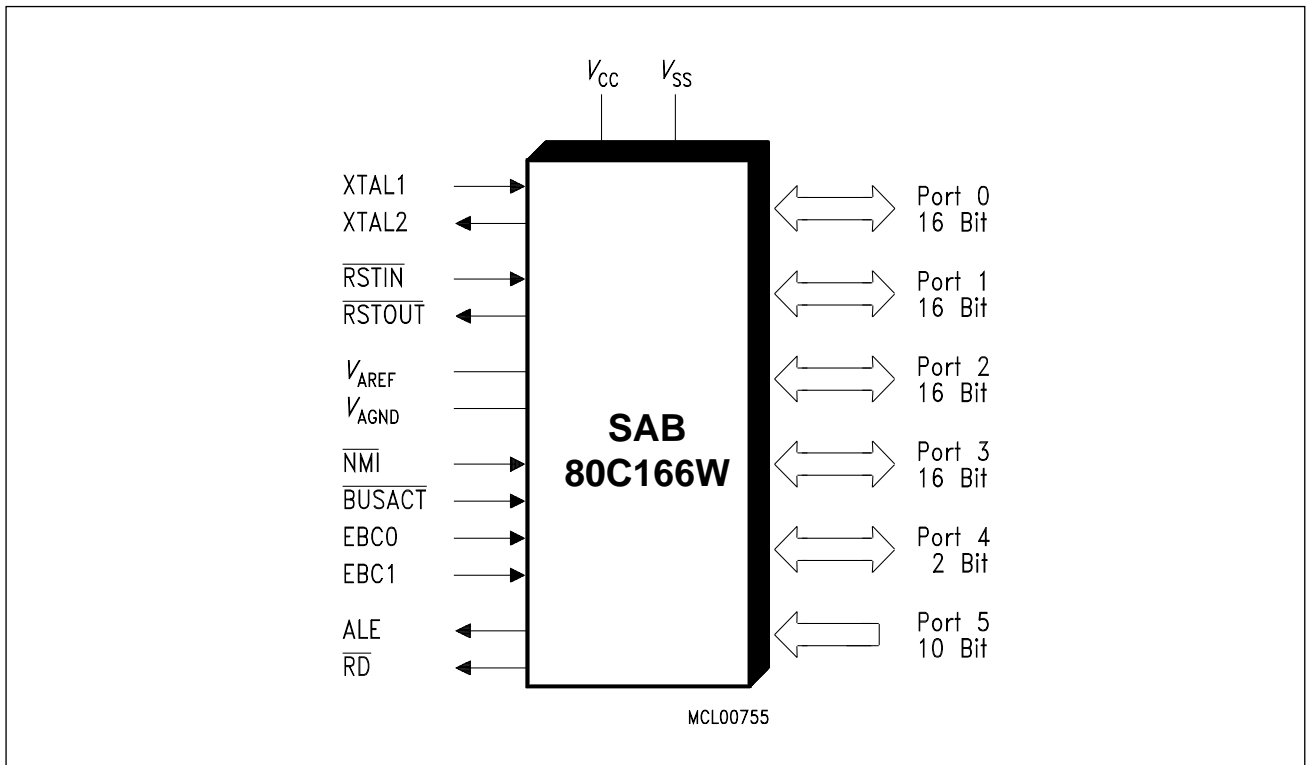 VCC VSS
XTAL1
XTAL2
RSTIN
RSTOUT
VAREF
VAGND
NMI
BUSACT
EBC0
EBC1
ALE
RD
SAB
80C166W
Port 0
16 Bit
Port 1
16 Bit
Port 2
16 Bit
Port 3
16 Bit
Port 4
2 Bit
Port 5
10 Bit
MCL00755